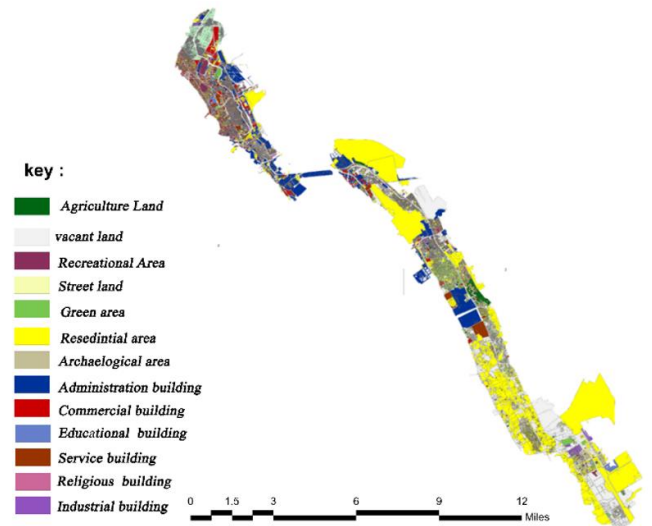 key :
Agriculture Land
vacant land
Recreational Area
Street land
Green area
Resedintial area
Archaelogical area
Administration building
Commercial building
Educational building
Service building
Religious building
Industrial building
0 1.5 3 6 9 12
Miles